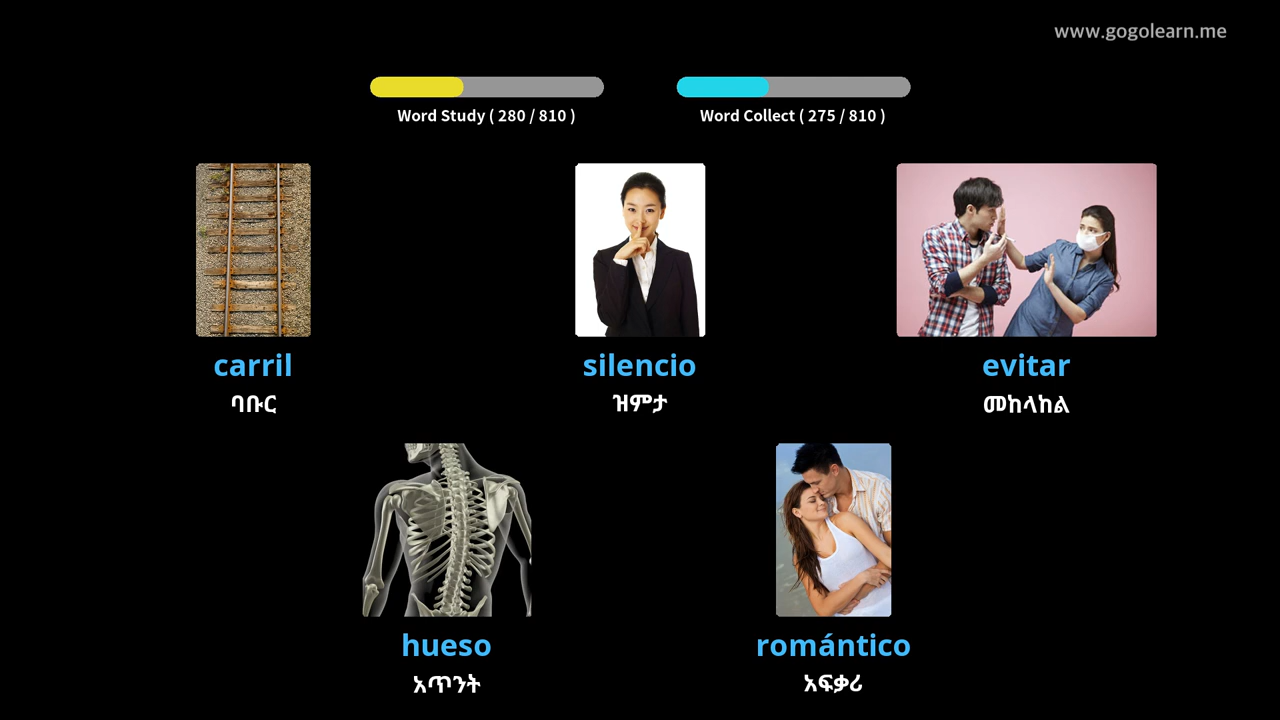 www.gogolearn.me
Word Study ( 280 / 810 )
Word Collect ( 275 / 810 )
carril
ባቡር
silencio
ዝምታ
evitar
መከላከል
hueso
አጥንት
romántico
አፍቃሪ